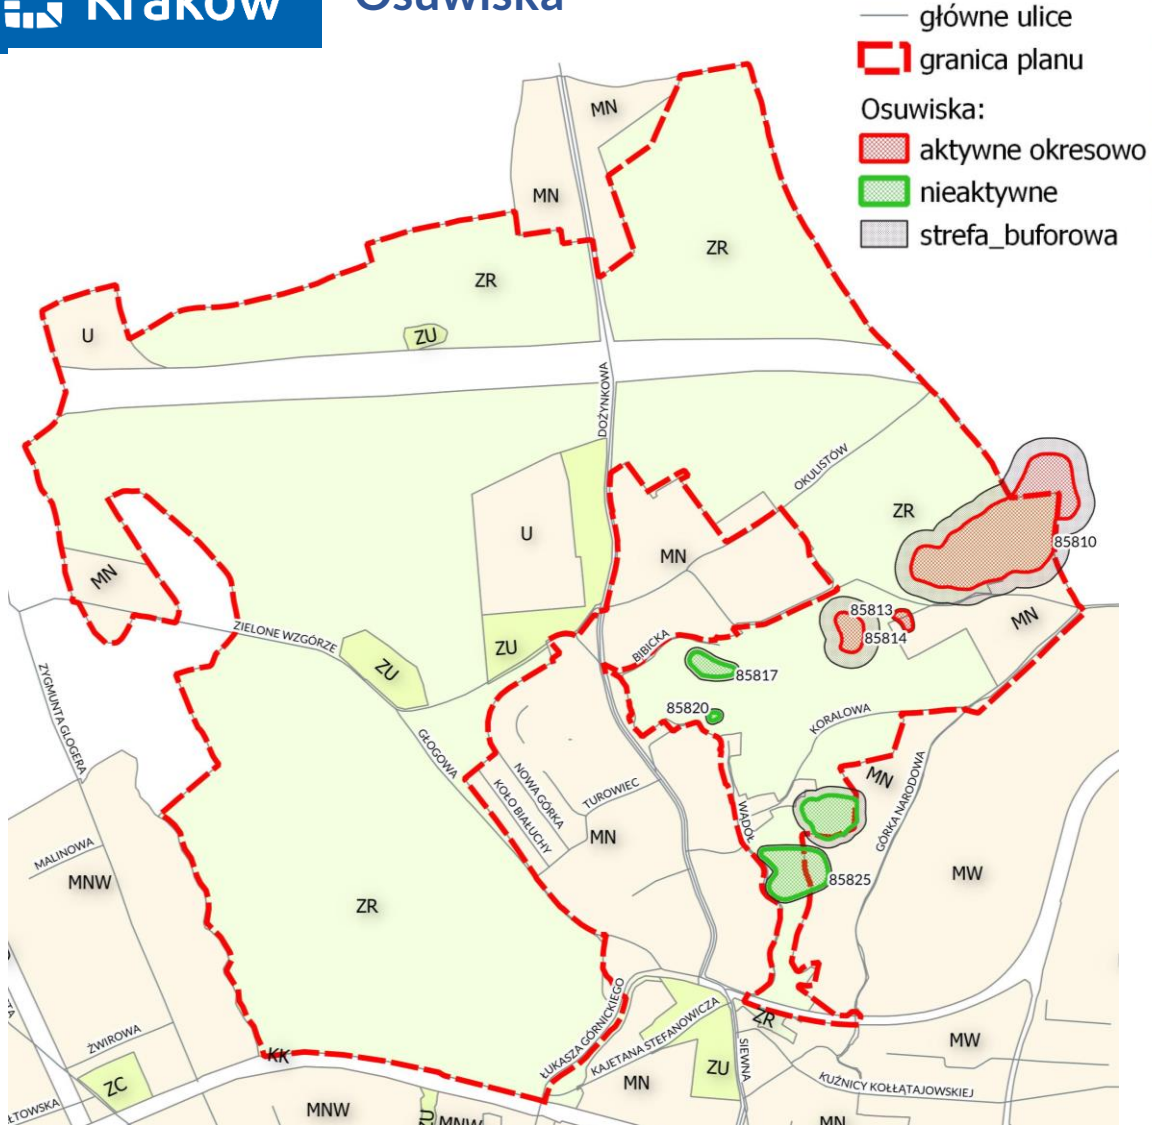 Kraków
Osuwiska
główne ulice
granica planu
Osuwiska:
aktywne okresowo
nieaktywne
strefa_buforowa
MN
MN
ZR
ZR
U
ZU
DOŻYNKOWA
OKULISTÓW
ZR
U
MN
85810
MN
85813
MN
85814
ZIELONE WZGÓRZE
ZU
BIBICKA
ZU
85817
ZYGMUNTA GLOGERA
85820
KORALOWA
GŁOGOWA
NOWA GÓRKA
KOŁO BIAŁUCHY
TUROWIEC
MN
MN
WĄDÓŁ
GÓRKA NARODOWA
MALINOWA
MNW
MW
85825
ZR
ŁUKASZA GÓRNICKIEGO
KAJETANA STEFANOWICZA
ZR
ŻWIROWA
KK
SIEWNA
MW
ZC
ZU
MN
KUŹNICY KOŁŁĄTAJOWSKIEJ
MNW
ZU
MNW
MN